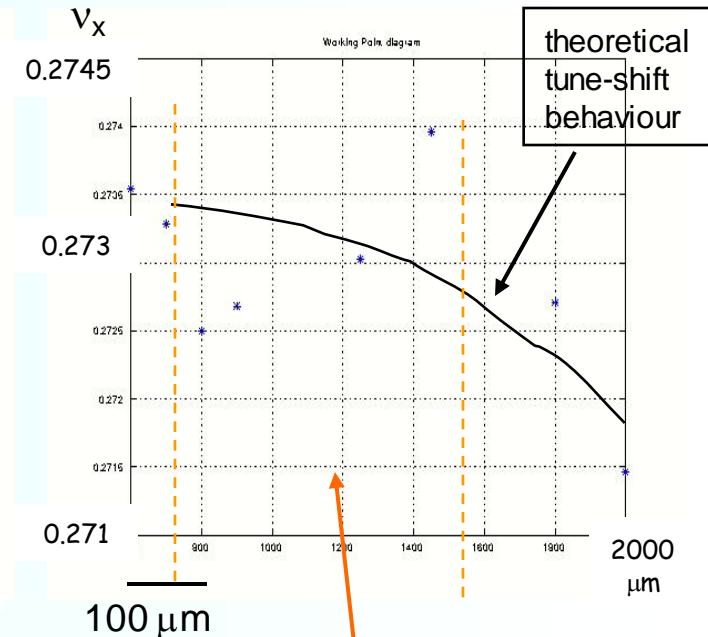 νx
Working Point diagram
theoretical
tune-shift
behaviour
0.2745
0.274
0.2735
0.273
0.2725
0.272
0.2715
0.271
800
1000
1200
1400
1600
1800
2000
μm
100 μm